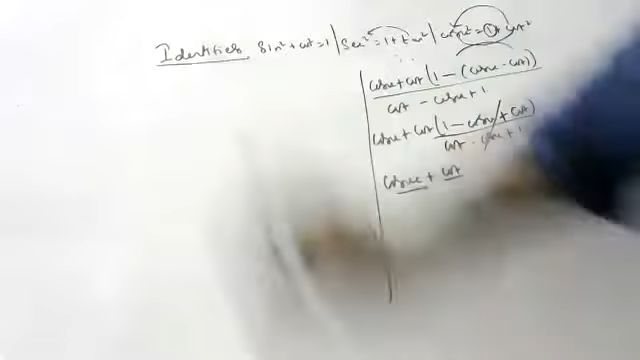 Identities sin² + cos² = 1 | sec² = 1 + tan² | cosec² = 1 + cot²
cosec + cot (1 - (cosec - cot))
cot - cosec + 1
cosec + cot (1 - cosec + cot)
cot - cosec + 1
cosec + cot